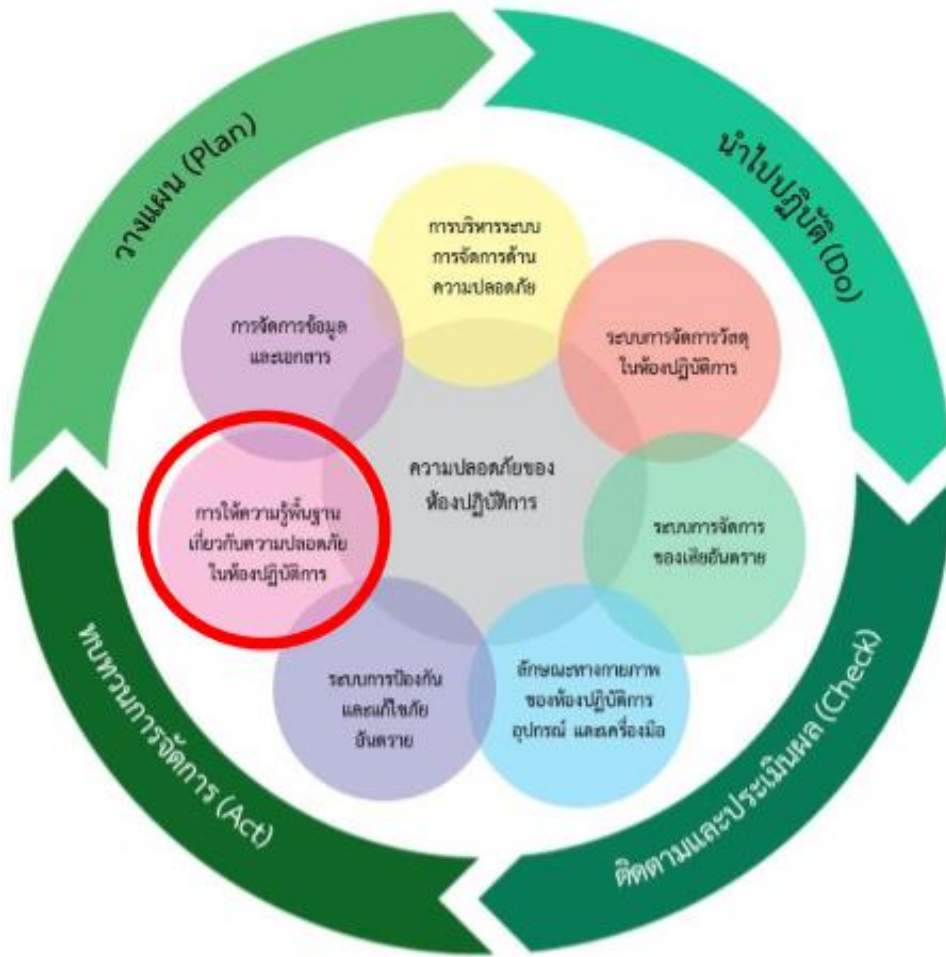 วางแผน (Plan)
นำไปปฏิบัติ (Do)
การบริหารระบบ
การจัดการด้าน
ความปลอดภัย
การจัดการข้อมูล
และเอกสาร
ระบบการจัดการวัสดุ
ในห้องปฏิบัติการ
ความปลอดภัยของ
ห้องปฏิบัติการ
การให้ความรู้พื้นฐาน
เกี่ยวกับความปลอดภัย
ในห้องปฏิบัติการ
ระบบการจัดการ
ของเสียอันตราย
ระบบการป้องกัน
และแก้ไขภัย
อันตราย
ลักษณะทางกายภาพ
ของห้องปฏิบัติการ
อุปกรณ์ และเครื่องมือ
ทบทวนการจัดการ (Act)
ติดตามและประเมินผล (Check)